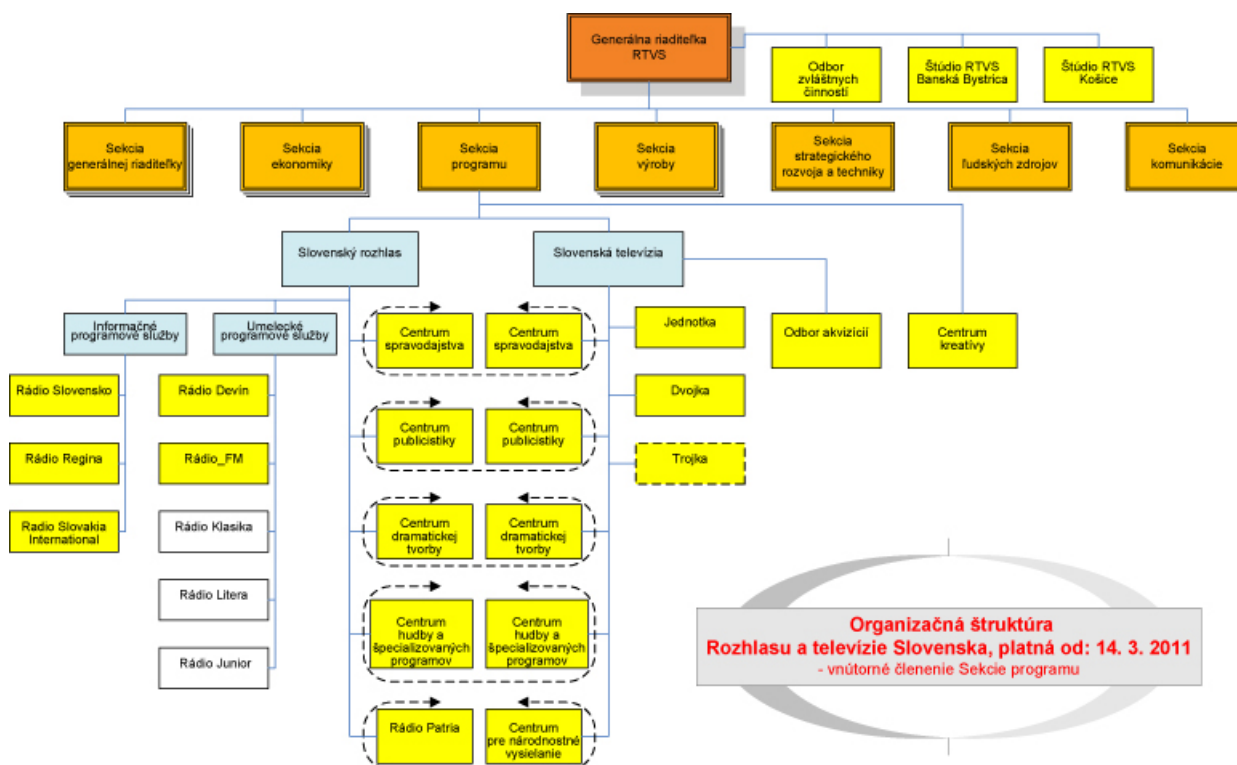 Generálna riaditeľka
RTVS
Odbor
zvláštnych
činností
Štúdio RTVS
Banská Bystrica
Štúdio RTVS
Košice
Sekcia
generálnej riaditeľky
Sekcia
ekonomiky
Sekcia
programu
Sekcia
výroby
Sekcia
strategického
rozvoja a techniky
Sekcia
ľudských zdrojov
Sekcia
komunikácie
Slovenský rozhlas
Slovenská televízia
Informačné
programové služby
Umelecké
programové služby
Centrum
spravodajstva
Centrum
spravodajstva
Jednotka
Odbor akvizícií
Centrum
kreatívy
Rádio Slovensko
Rádio Devín
Dvojka
Centrum
publicistiky
Centrum
publicistiky
Rádio Regina
Rádio_FM
Trojka
Radio Slovakia
International
Rádio Klasika
Centrum
dramatickej
tvorby
Centrum
dramatickej
tvorby
Rádio Litera
Centrum
hudby a
špecializovaných
programov
Centrum
hudby a
špecializovaných
programov
Rádio Junior
Rádio Patria
Centrum
pre národnostné
vysielanie
Organizačná štruktúra
Rozhlasu a televízie Slovenska, platná od: 14. 3. 2011
- vnútorné členenie Sekcie programu